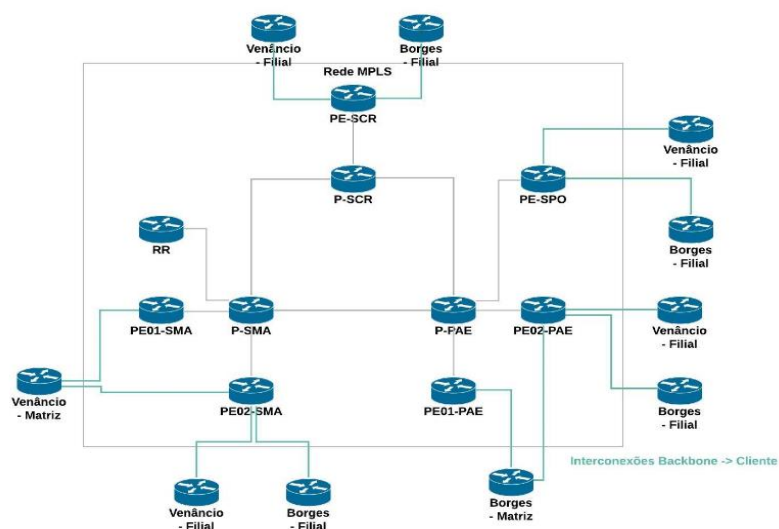 Venâncio
- Filial
Borges
- Filial
Rede MPLS
PE-SCR
Venâncio
- Filial
P-SCR
PE-SPO
RR
Borges
- Filial
PE01-SMA
P-SMA
P-PAE
PE02-PAE
Venâncio
- Filial
Venâncio
- Matriz
PE02-SMA
PE01-PAE
Borges
- Filial
Interconexões Backbone -> Cliente
Venâncio
- Filial
Borges
- Filial
Borges
- Matriz